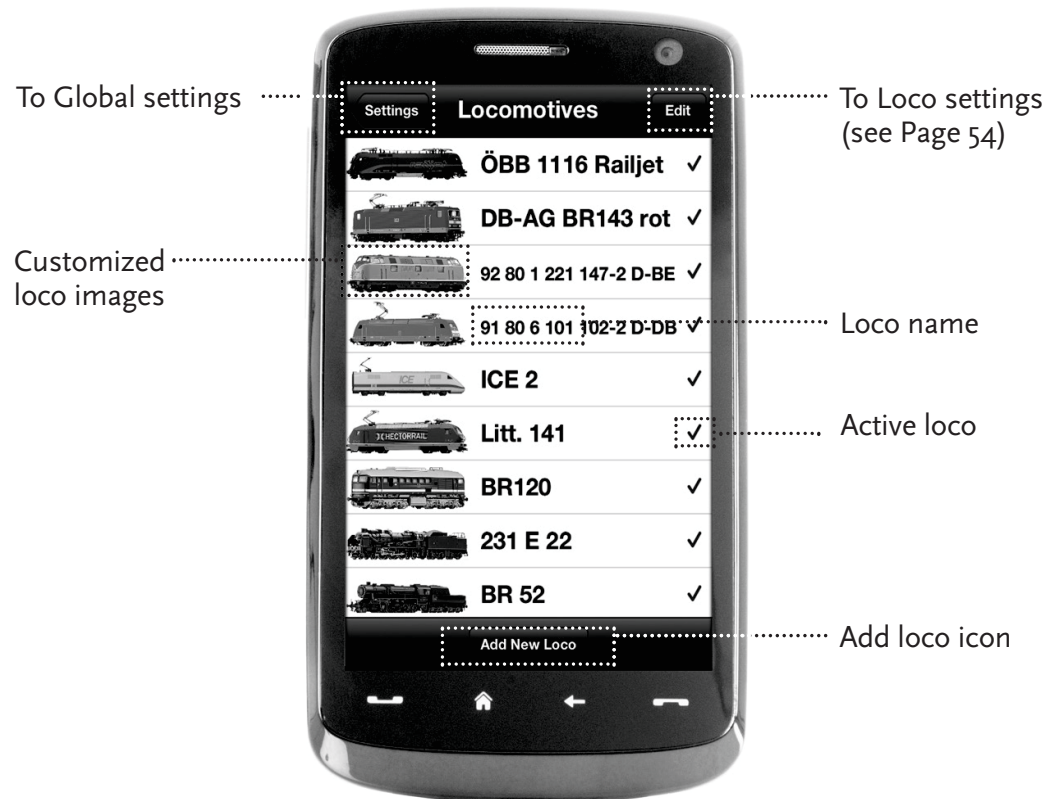 To Global settings
Settings
Locomotives
Edit
To Loco settings
(see Page 54)
ÖBB 1116 Railjet
DB-AG BR143 rot
Customized
loco images
92 80 1 221 147-2 D-BE
91 80 6 101 102-2 D-DB
Loco name
ICE
ICE 2
HECTORRAIL
Litt. 141
Active loco
BR120
231 E 22
BR 52
Add New Loco
Add loco icon